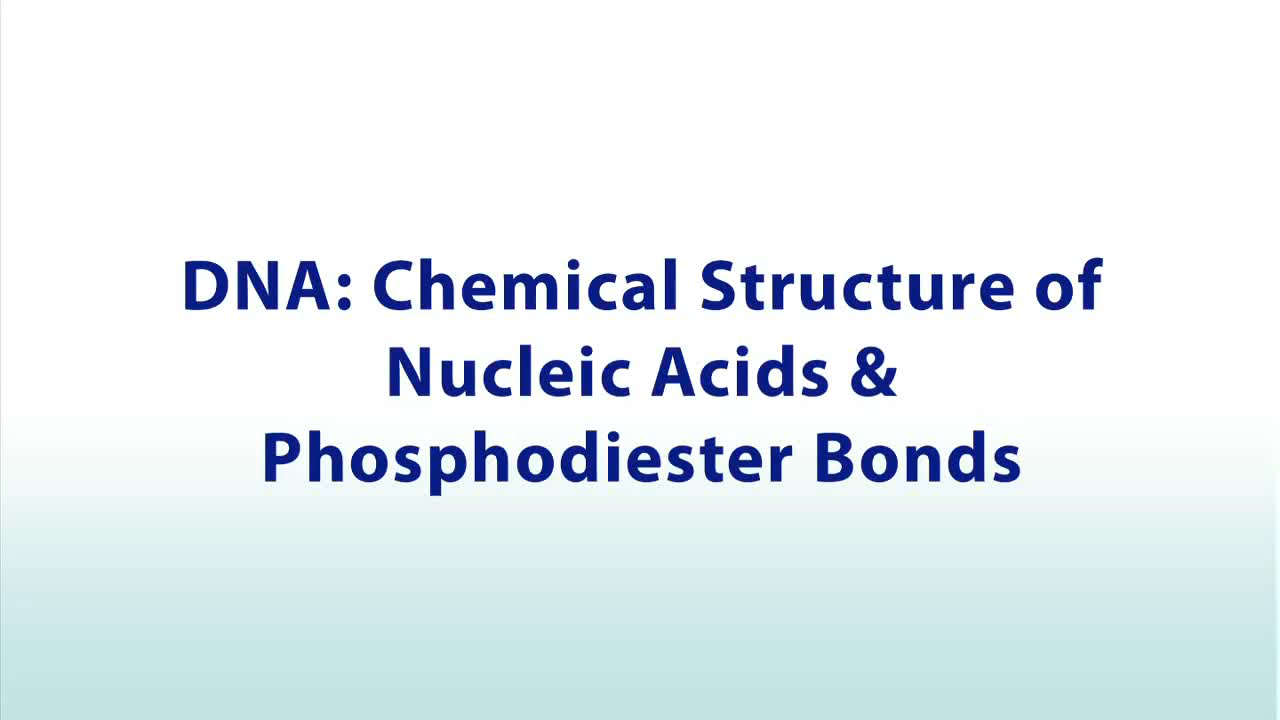 DNA: Chemical Structure of
Nucleic Acids &
Phosphodiester Bonds